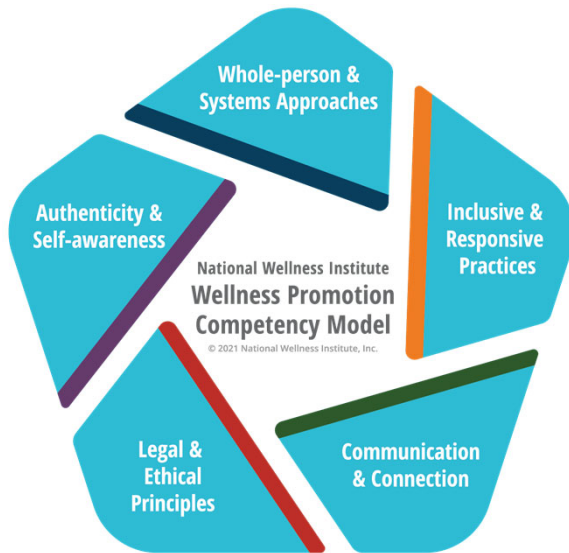 Whole-person &
Systems Approaches
Inclusive &
Responsive
Practices
Communication
& Connection
Legal &
Ethical
Principles
Authenticity &
Self-awareness
National Wellness Institute
Wellness Promotion
Competency Model
© 2021 National Wellness Institute, Inc.